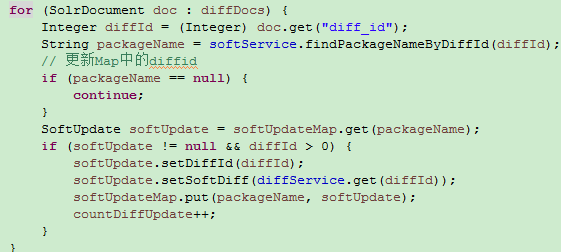 for (SolrDocument doc : diffDocs) {
Integer diffId = (Integer) doc.get("diff_id");
String packageName = softService.findPackageNameByDiffId(diffId);
// 更新Map中的diffid
if (packageName == null) {
continue;
}
SoftUpdate softUpdate = softUpdateMap.get(packageName);
if (softUpdate != null && diffId > 0) {
softUpdate.setDiffId(diffId);
softUpdate.setSoftDiff(diffService.get(diffId));
softUpdateMap.put(packageName, softUpdate);
countDiffUpdate++;
}
}